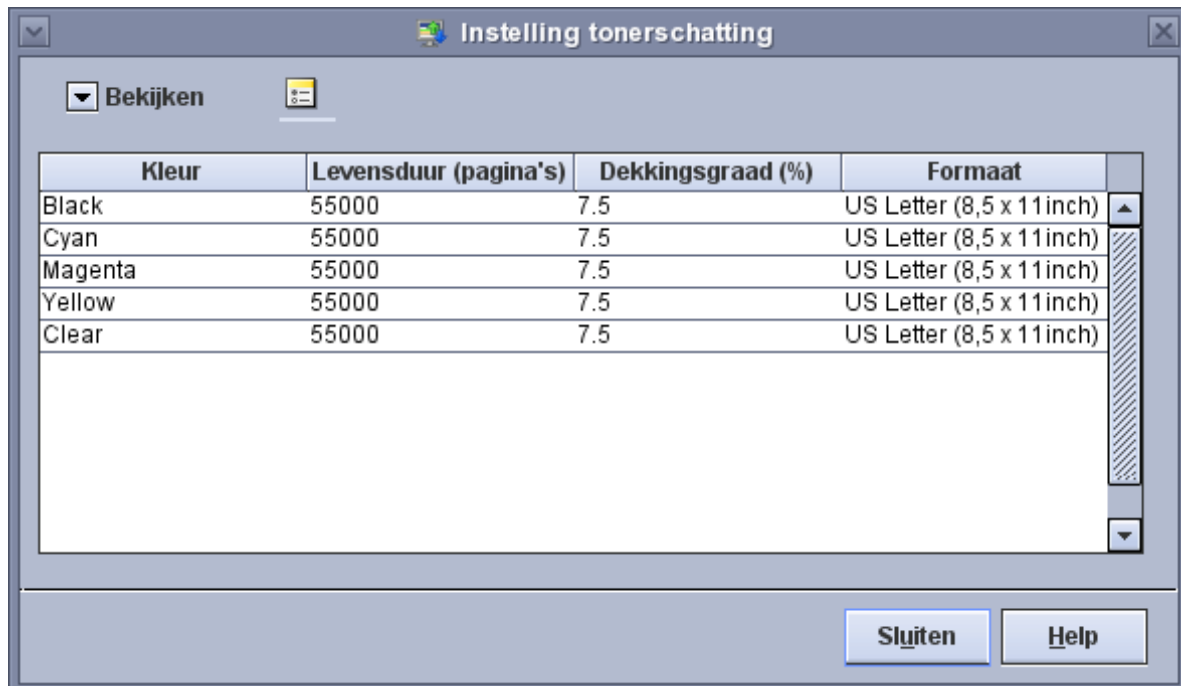 Instelling tonerschatting
Bekijken
Kleur Levensduur (pagina's) Dekkingsgraad (%) Formaat
Black 55000 7.5 US Letter (8,5 x 11inch)
Cyan 55000 7.5 US Letter (8,5 x 11inch)
Magenta 55000 7.5 US Letter (8,5 x 11inch)
Yellow 55000 7.5 US Letter (8,5 x 11inch)
Clear 55000 7.5 US Letter (8,5 x 11inch)
Sluiten Help